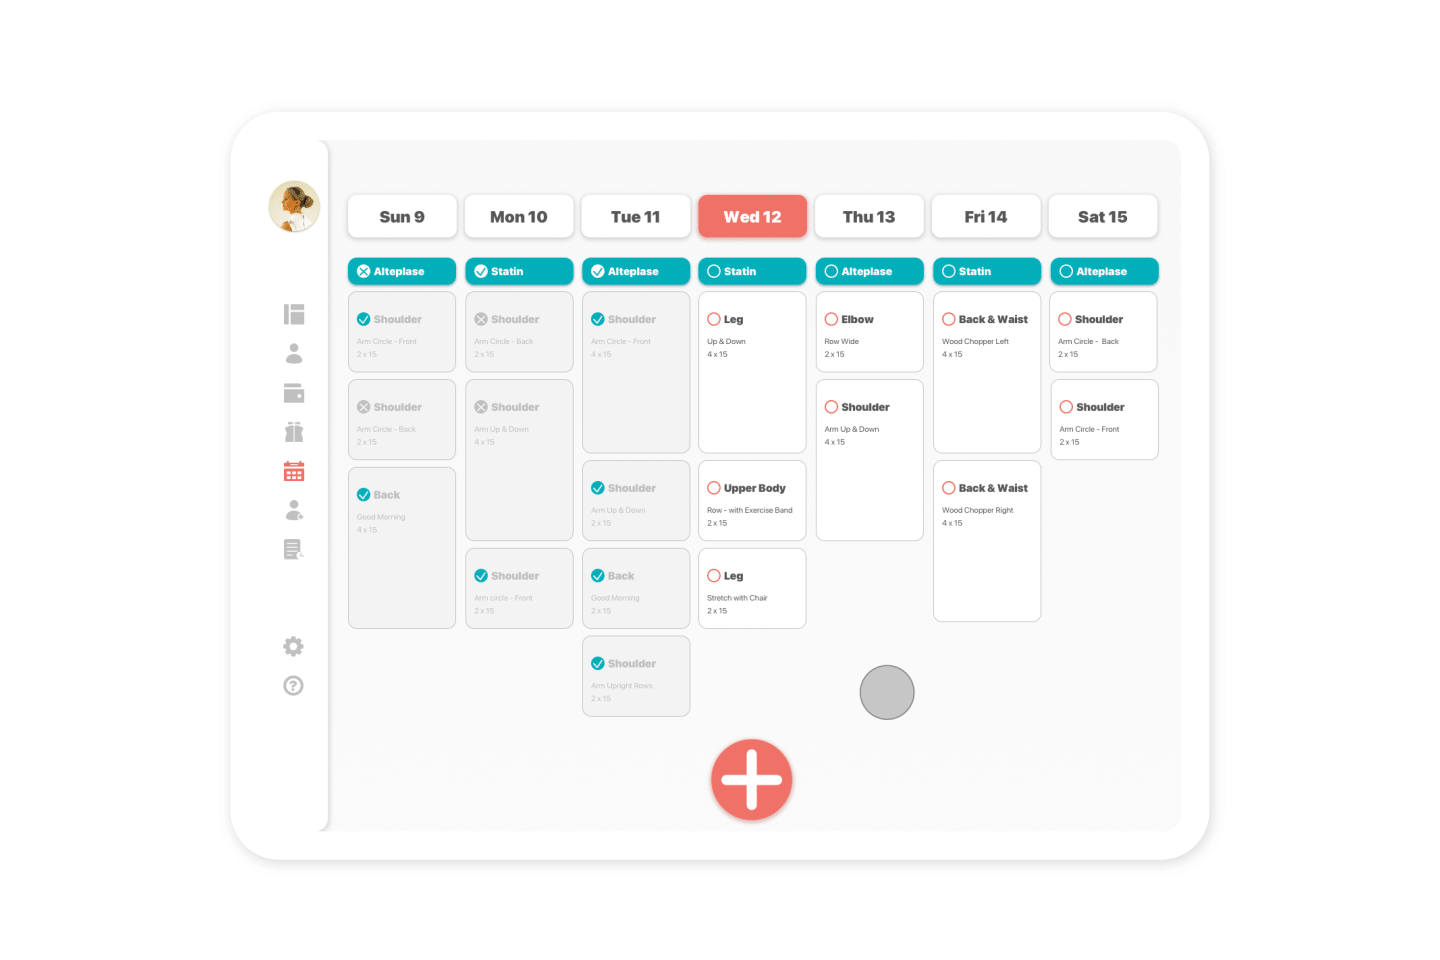 Sun 9
Mon 10
Tue 11
Wed 12
Thu 13
Fri 14
Sat 15
Alteplase
Statin
Alteplase
Statin
Alteplase
Statin
Alteplase
Shoulder
Arm Circle - Front
2 x 15
Shoulder
Arm Circle - Back
2 x 15
Back
Good Morning
4 x 15
Shoulder
Arm Circle - Back
2 x 15
Shoulder
Arm Up & Down
4 x 15
Shoulder
Arm circle - Front
2 x 15
Shoulder
Arm Circle - Front
4 x 15
Shoulder
Arm Up & Down
2 x 15
Back
Good Morning
2 x 15
Shoulder
Arm Upright Rows
2 x 15
Leg
Up & Down
4 x 15
Upper Body
Row - with Exercise Band
2 x 15
Leg
Stretch with Chair
2 x 15
Elbow
Row Wide
2 x 15
Shoulder
Arm Up & Down
4 x 15
Back & Waist
Wood Chopper Left
4 x 15
Back & Waist
Wood Chopper Right
4 x 15
Shoulder
Arm Circle - Back
2 x 15
Shoulder
Arm Circle - Front
2 x 15